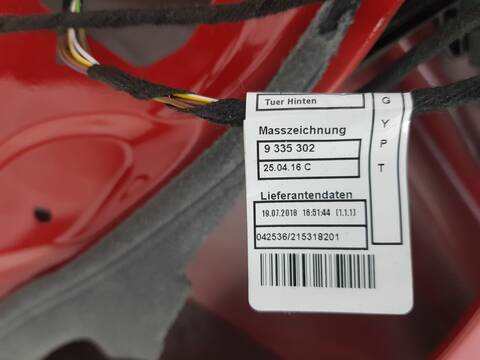 Tuer Hinten
Masszeichnung
9 335 302
25.04.16 C
Lieferantendaten
19.07.2018 16:51:44 [1.1.1]
042536/215318201
G
Y
P
T